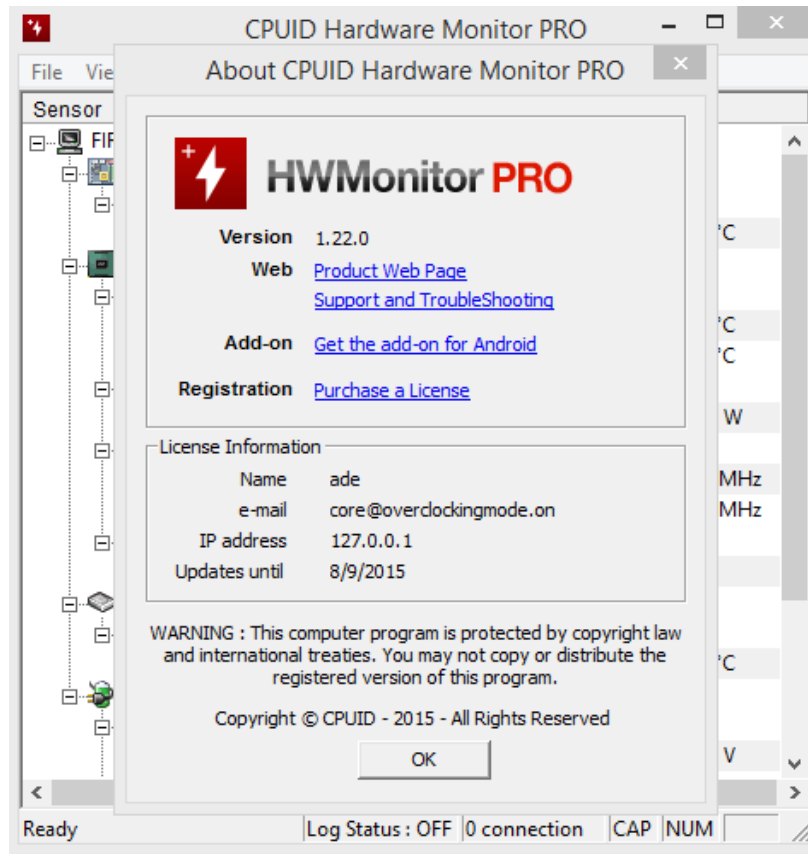 CPUID Hardware Monitor PRO
File Vie
About CPUID Hardware Monitor PRO
Sensor
FIF
HWMonitor PRO
Version 1.22.0
°C
Web Product Web Page
Support and TroubleShooting
°C
Add-on Get the add-on for Android
°C
Registration Purchase a License
W
License Information
Name ade
MHz
e-mail core@overclockingmode.on
MHz
IP address 127.0.0.1
Updates until 8/9/2015
WARNING : This computer program is protected by copyright law
and international treaties. You may not copy or distribute the
°C
registered version of this program.
Copyright © CPUID - 2015 - All Rights Reserved
OK
V
Ready Log Status : OFF 0 connection CAP NUM